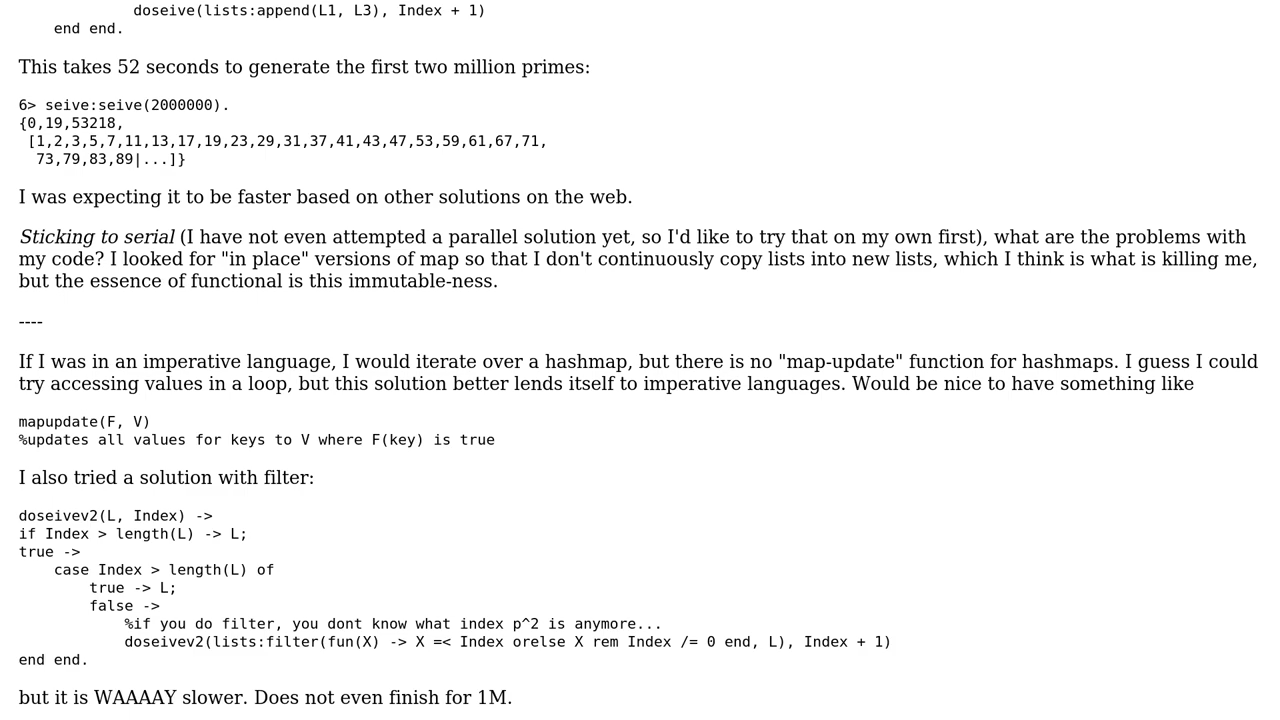 doseive(lists:append(L1, L3), Index + 1)
end end.
This takes 52 seconds to generate the first two million primes:
6> seive:seive(2000000).
{0,19,53218,
[1,2,3,5,7,11,13,17,19,23,29,31,37,41,43,47,53,59,61,67,71,
73,79,83,89|...]}
I was expecting it to be faster based on other solutions on the web.
Sticking to serial (I have not even attempted a parallel solution yet, so I'd like to try that on my own first), what are the problems with
my code? I looked for "in place" versions of map so that I don't continuously copy lists into new lists, which I think is what is killing me,
but the essence of functional is this immutable-ness.
----
If I was in an imperative language, I would iterate over a hashmap, but there is no "map-update" function for hashmaps. I guess I could
try accessing values in a loop, but this solution better lends itself to imperative languages. Would be nice to have something like
mapupdate(F, V)
%updates all values for keys to V where F(key) is true
I also tried a solution with filter:
doseivev2(L, Index) ->
if Index > length(L) -> L;
true ->
case Index > length(L) of
true -> L;
false ->
%if you do filter, you dont know what index p^2 is anymore...
doseivev2(lists:filter(fun(X) -> X =< Index orelse X rem Index /= 0 end, L), Index + 1)
end end.
but it is WAAAAY slower. Does not even finish for 1M.